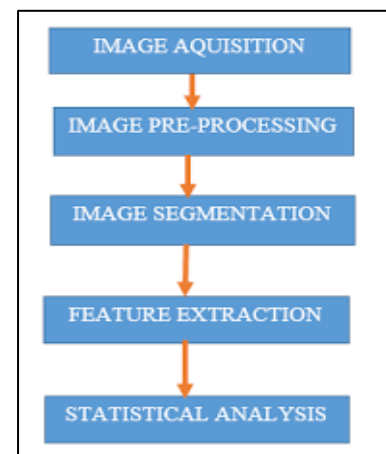 IMAGE AQUISITION
IMAGE PRE-PROCESSING
IMAGE SEGMENTATION
FEATURE EXTRACTION
STATISTICAL ANALYSIS